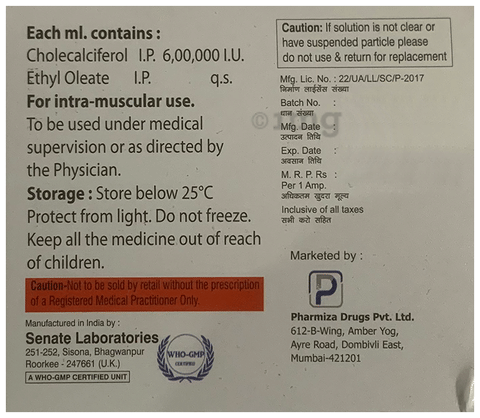 Each ml. contains :
Cholecalciferol I.P. 6,00,000 I.U.
Ethyl Oleate I.P. q.s.
For intra-muscular use.
To be used under medical
supervision or as directed by
the Physician.
Storage : Store below 25°C
Protect from light. Do not freeze.
Keep all the medicine out of reach
of children.
Caution-Not to be sold by retail without the prescription
of a Registered Medical Practitioner Only.
Manufactured in India by :
Senate Laboratories
251-252, Sisona, Bhagwanpur
Roorkee - 247661 (U.K.)
A WHO-GMP CERTIFIED UNIT
WHO-GMP
CERTIFIED
Caution: If solution is not clear or
have suspended particle please
do not use & return for replacement
Mfg. Lic. No. : 22/UA/LL/SC/P-2017
निर्माण लाईसेंस संख्या
Batch No. :
घान संख्या
Mfg. Date :
उत्पादन तिथि
Exp. Date :
अवसान तिथि
M. R. P. Rs :
Per 1 Amp.
अधिकतम खुदरा मूल्य
Inclusive of all taxes
सभी करो सहित
Marketed by :
P
Pharmiza Drugs Pvt. Ltd.
612-B-Wing, Amber Yog,
Ayre Road, Dombivli East,
Mumbai-421201
©1mg